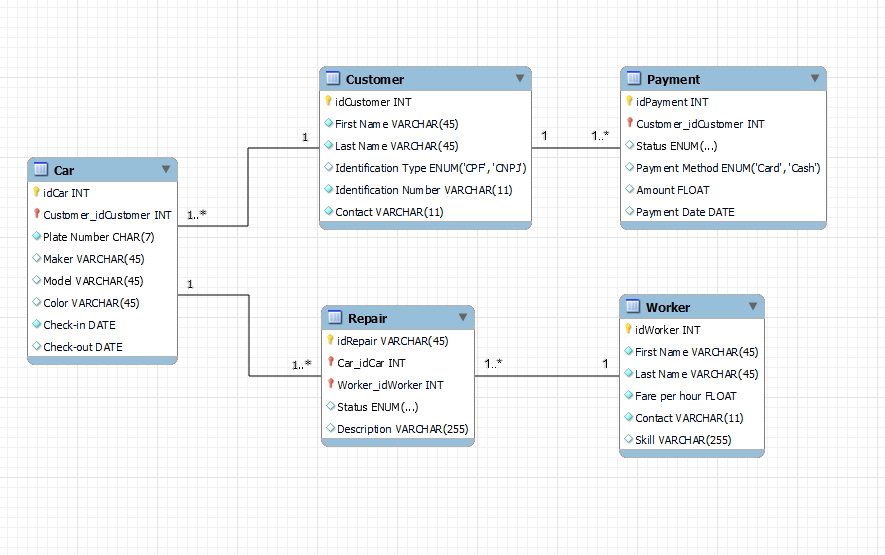 Customer
idCustomer INT
First Name VARCHAR(45)
Last Name VARCHAR(45)
Identification Type ENUM('CPF', 'CNPJ')
Identification Number VARCHAR(11)
Contact VARCHAR(11)
Payment
idPayment INT
Customer_idCustomer INT
Status ENUM(...)
Payment Method ENUM('Card', 'Cash')
Amount FLOAT
Payment Date DATE
1
1
1..*
Car
idCar INT
Customer_idCustomer INT
Plate Number CHAR(7)
Maker VARCHAR(45)
Model VARCHAR(45)
Color VARCHAR(45)
Check-in DATE
Check-out DATE
1..*
1
Repair
idRepair VARCHAR(45)
Car_idCar INT
Worker_idWorker INT
Status ENUM(...)
Description VARCHAR(255)
1..*
1..*
1
Worker
idWorker INT
First Name VARCHAR(45)
Last Name VARCHAR(45)
Fare per hour FLOAT
Contact VARCHAR(11)
Skill VARCHAR(255)